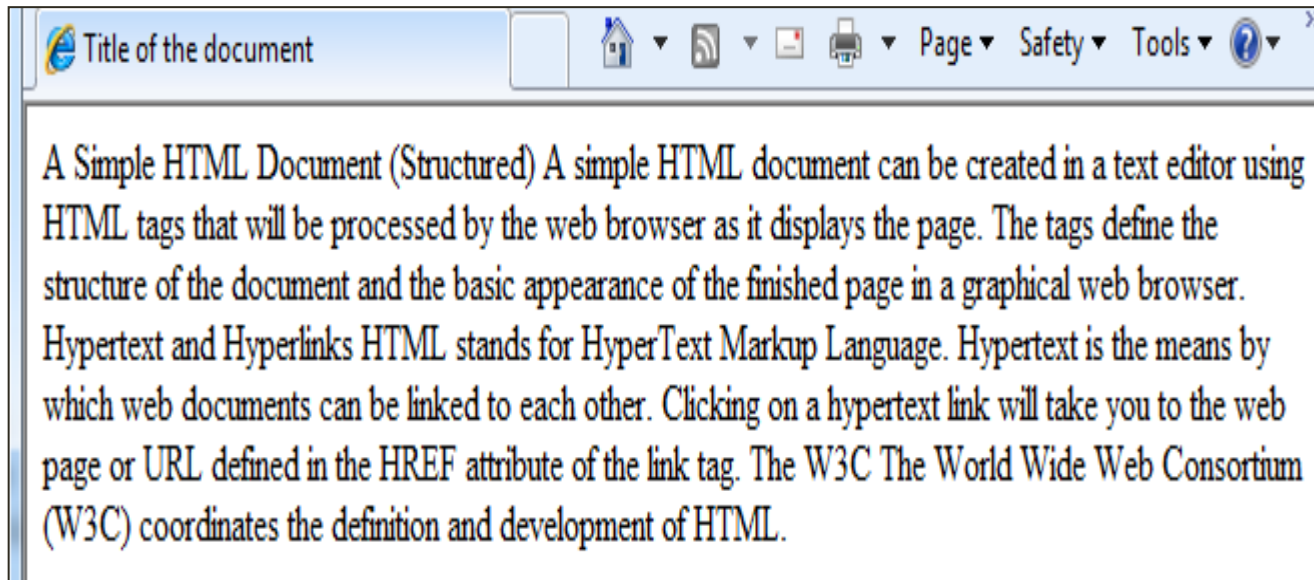 Title of the document
Page Safety Tools
A Simple HTML Document (Structured) A simple HTML document can be created in a text editor using
HTML tags that will be processed by the web browser as it displays the page. The tags define the
structure of the document and the basic appearance of the finished page in a graphical web browser.
Hypertext and Hyperlinks HTML stands for HyperText Markup Language. Hypertext is the means by
which web documents can be linked to each other. Clicking on a hypertext link will take you to the web
page or URL defined in the HREF attribute of the link tag. The W3C The World Wide Web Consortium
(W3C) coordinates the definition and development of HTML.